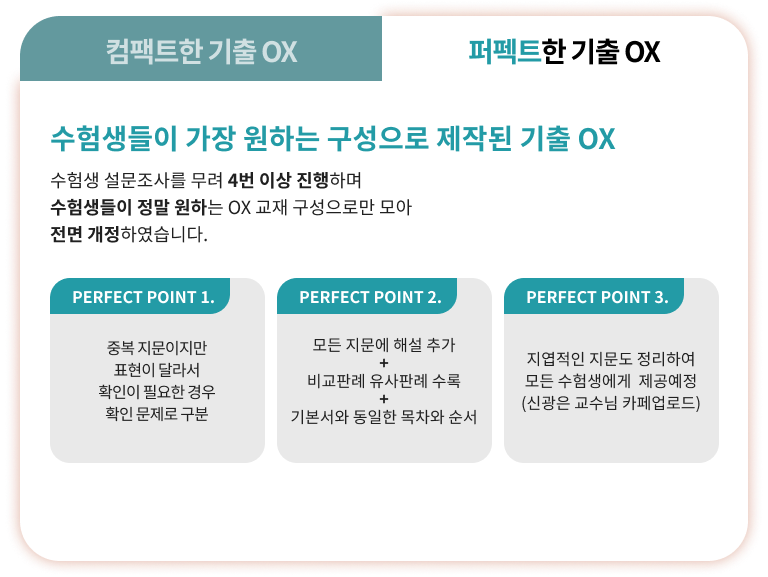 컴팩트한 기출 OX
퍼펙트한 기출 OX
수험생들이 가장 원하는 구성으로 제작된 기출 OX
수험생 설문조사를 무려 4번 이상 진행하며
수험생들이 정말 원하는 OX 교재 구성으로만 모아
전면 개정하였습니다.
PERFECT POINT 1.
중복 지문이지만
표현이 달라서
확인이 필요한 경우
확인 문제로 구분
PERFECT POINT 2.
모든 지문에 해설 추가
+
비교판례 유사판례 수록
+
기본서와 동일한 목차와 순서
PERFECT POINT 3.
지엽적인 지문도 정리하여
모든 수험생에게 제공예정
(신광은 교수님 카페업로드)